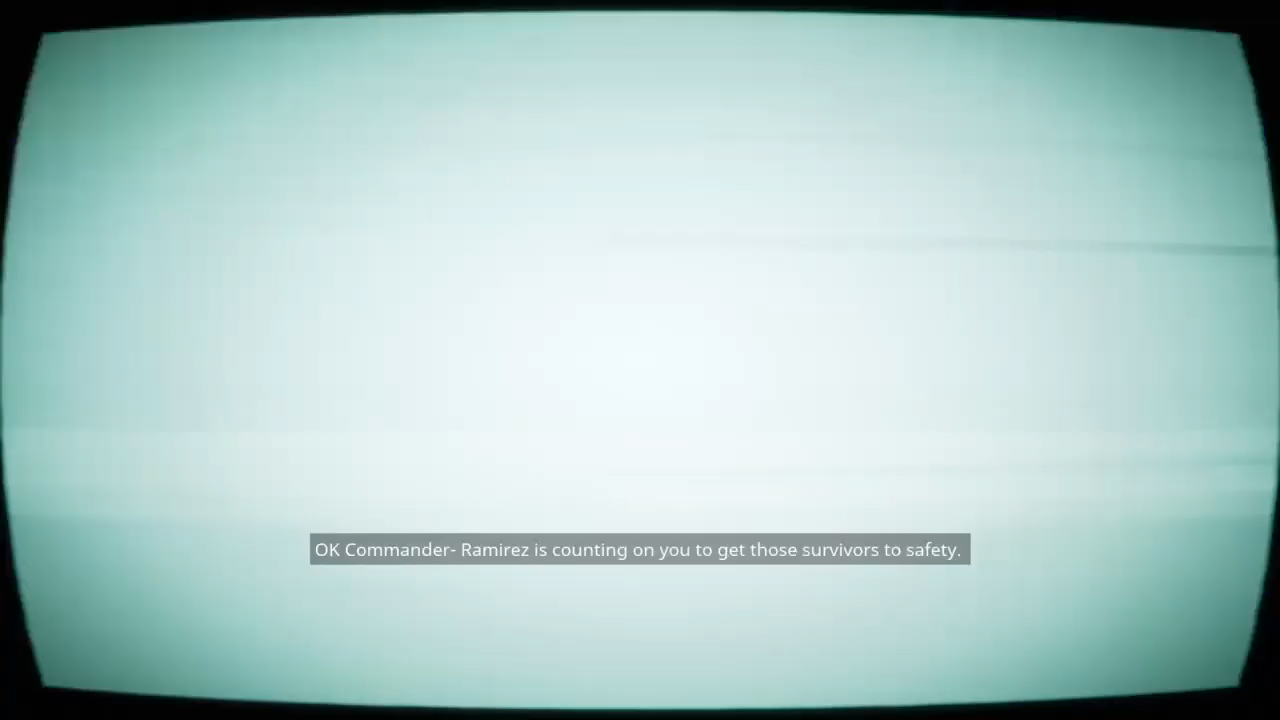 OK Commander- Ramirez is counting on you to get those survivors to safety.